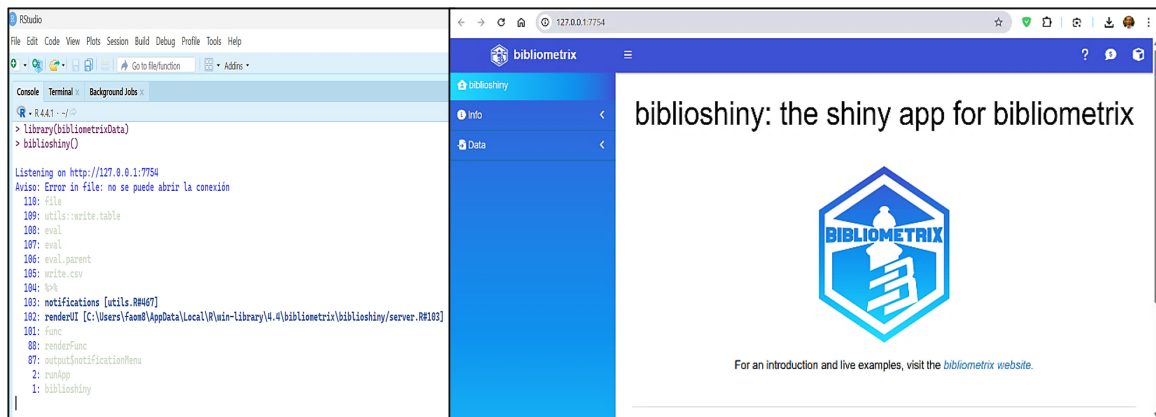 RStudio
File Edit Code View Plots Session Build Debug Profile Tools Help
Go to file/function Addins
Console Terminal × Background Jobs ×
R 4.4.1 · ~/
> library(bibliometrixData)
> biblioshiny()
Listening on http://127.0.0.1:7754
Aviso: Error in file: no se puede abrir la conexión
110: file
109: utils::write.table
108: eval
107: eval
106: eval.parent
105: write.csv
104: %>%
103: notifications [utils.R#467]
102: renderUI [C:\Users\faom8\AppData\Local\R\win-library\4.4\bibliometrix\biblioshiny/server.R#103]
101: func
88: renderFunc
87: output$notificationMenu
2: runApp
1: biblioshiny
127.0.0.1:7754
bibliometrix
biblioshiny
Info
Data
biblioshiny: the shiny app for bibliometrix
BIBLIOMETRIX
For an introduction and live examples, visit the bibliometrix website.